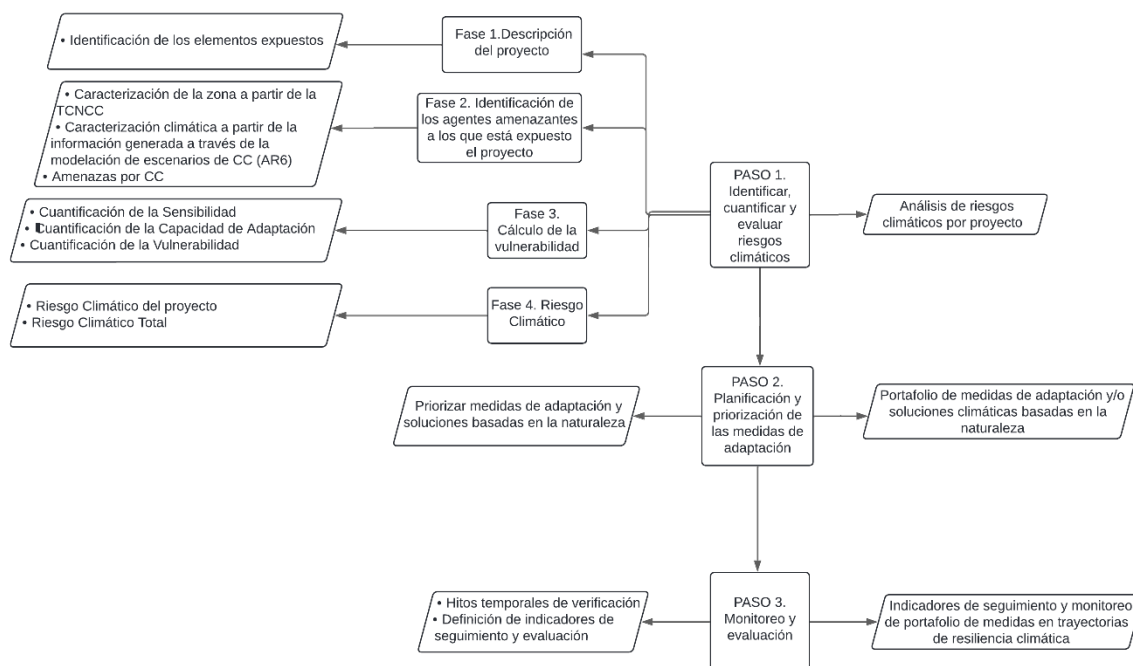 • Identificación de los elementos expuestos
Fase 1.Descripción
del proyecto
• Caracterización de la zona a partir de la
TCNCC
• Caracterización climática a partir de la
información generada a través de la
modelación de escenarios de CC (AR6)
• Amenazas por CC
Fase 2. Identificación de
los agentes amenazantes
a los que está expuesto
el proyecto
• Cuantificación de la Sensibilidad
• Cuantificación de la Capacidad de Adaptación
• Cuantificación de la Vulnerabilidad
Fase 3.
Cálculo de la
vulnerabilidad
• Riesgo Climático del proyecto
• Riesgo Climático Total
Fase 4. Riesgo
Climático
PASO 1.
Identificar,
cuantificar y
evaluar
riesgos
climáticos
Análisis de riesgos
climáticos por proyecto
Priorizar medidas de adaptación y
soluciones basadas en la naturaleza
PASO 2.
Planificación y
priorización de
las medidas de
adaptación
Portafolio de medidas de adaptación y/o
soluciones climáticas basadas en la
naturaleza
• Hitos temporales de verificación
• Definición de indicadores de
seguimiento y evaluación
PASO 3.
Monitoreo y
evaluación
Indicadores de seguimiento y monitoreo
de portafolio de medidas en trayectorias
de resiliencia climática